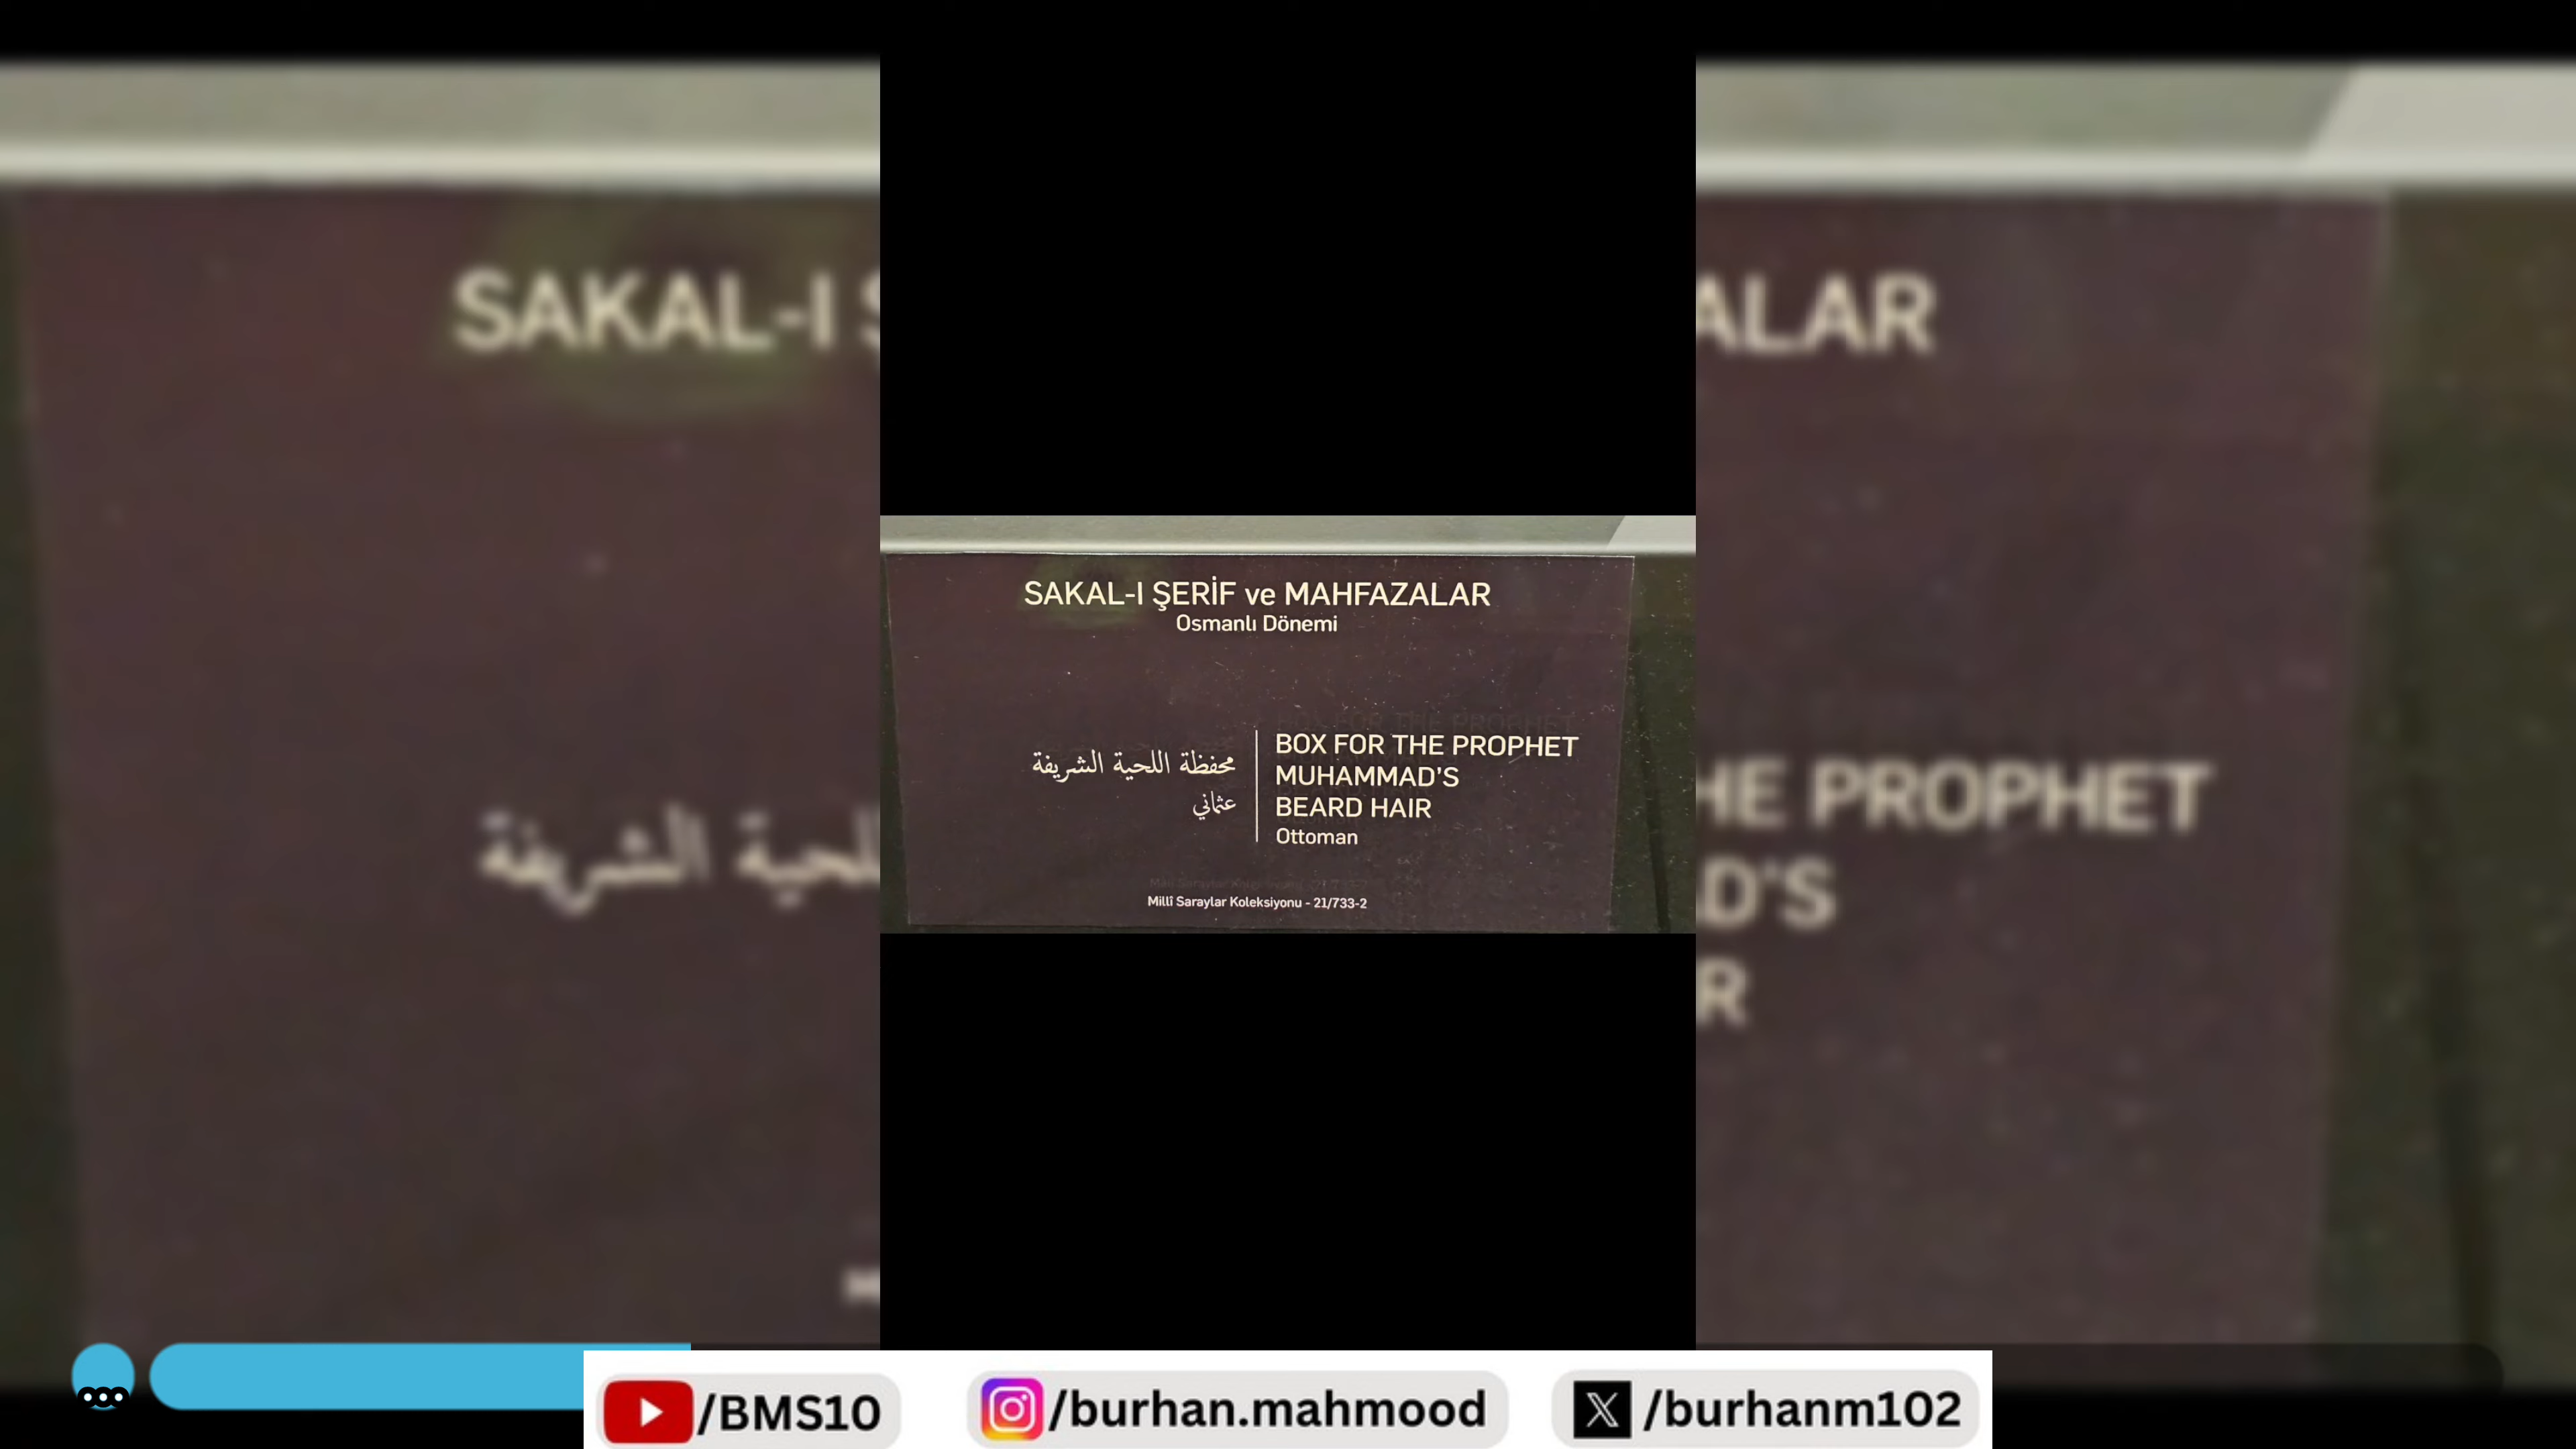 SAKAL-I ŞERİF ve MAHFAZALAR
Osmanlı Dönemi
محفظة اللحية الشريفة
عثماني
BOX FOR THE PROPHET
MUHAMMAD'S
BEARD HAIR
Ottoman
Millî Saraylar Koleksiyonu - 21/733-2
/BMS10
/burhan.mahmood
/burhanm102